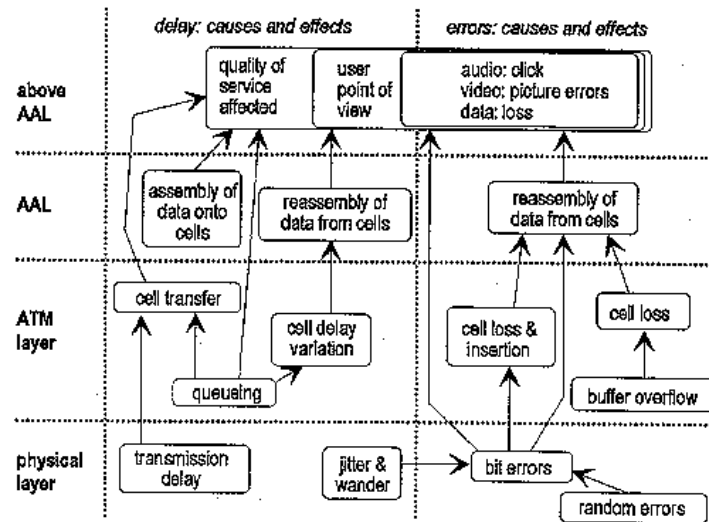 delay: causes and effects
errors: causes and effects
above
AAL
quality of
service
affected
user
point of
view
audio: click
video: picture errors
data: loss
AAL
assembly of
data onto
cells
reassembly of
data from cells
reassembly of
data from cells
ATM
layer
cell transfer
queueing
cell delay
variation
cell loss &
insertion
cell loss
buffer overflow
physical
layer
transmission
delay
jitter &
wander
bit errors
random errors